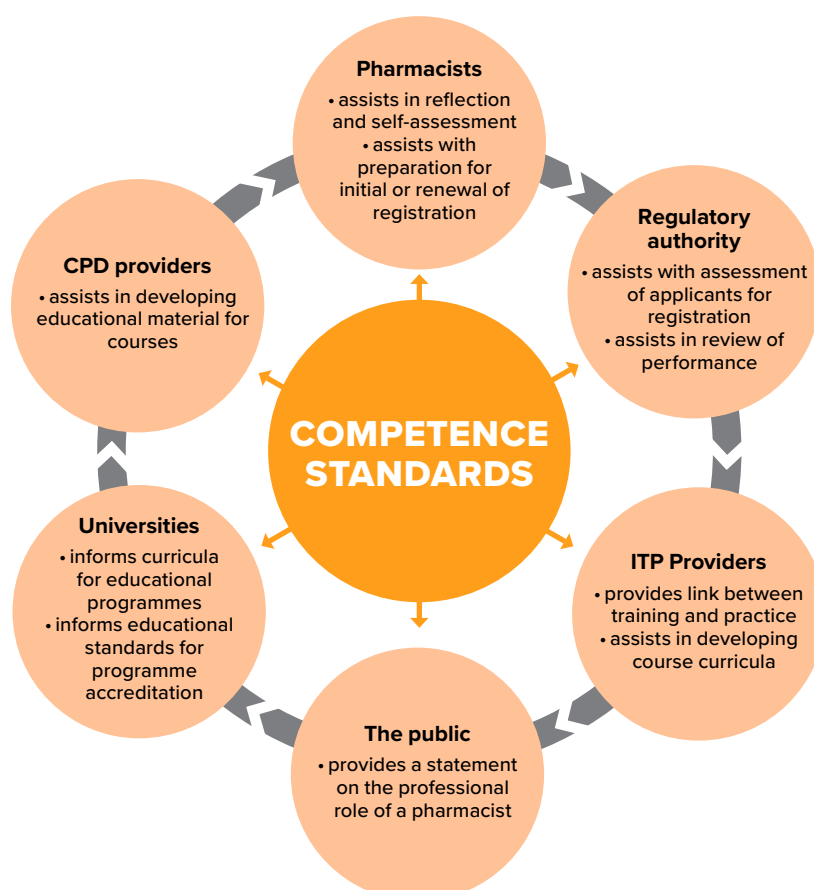 Pharmacists
• assists in reflection
and self-assessment
• assists with
preparation for
initial or renewal of
registration
Regulatory
authority
• assists with assessment
of applicants for
registration
• assists in review of
performance
CPD providers
• assists in developing
educational material for
courses
COMPETENCE
STANDARDS
Universities
• informs curricula
for educational
programmes
• informs educational
standards for
programme
accreditation
ITP Providers
• provides link between
training and practice
• assists in developing
course curricula
The public
• provides a statement
on the professional
role of a pharmacist